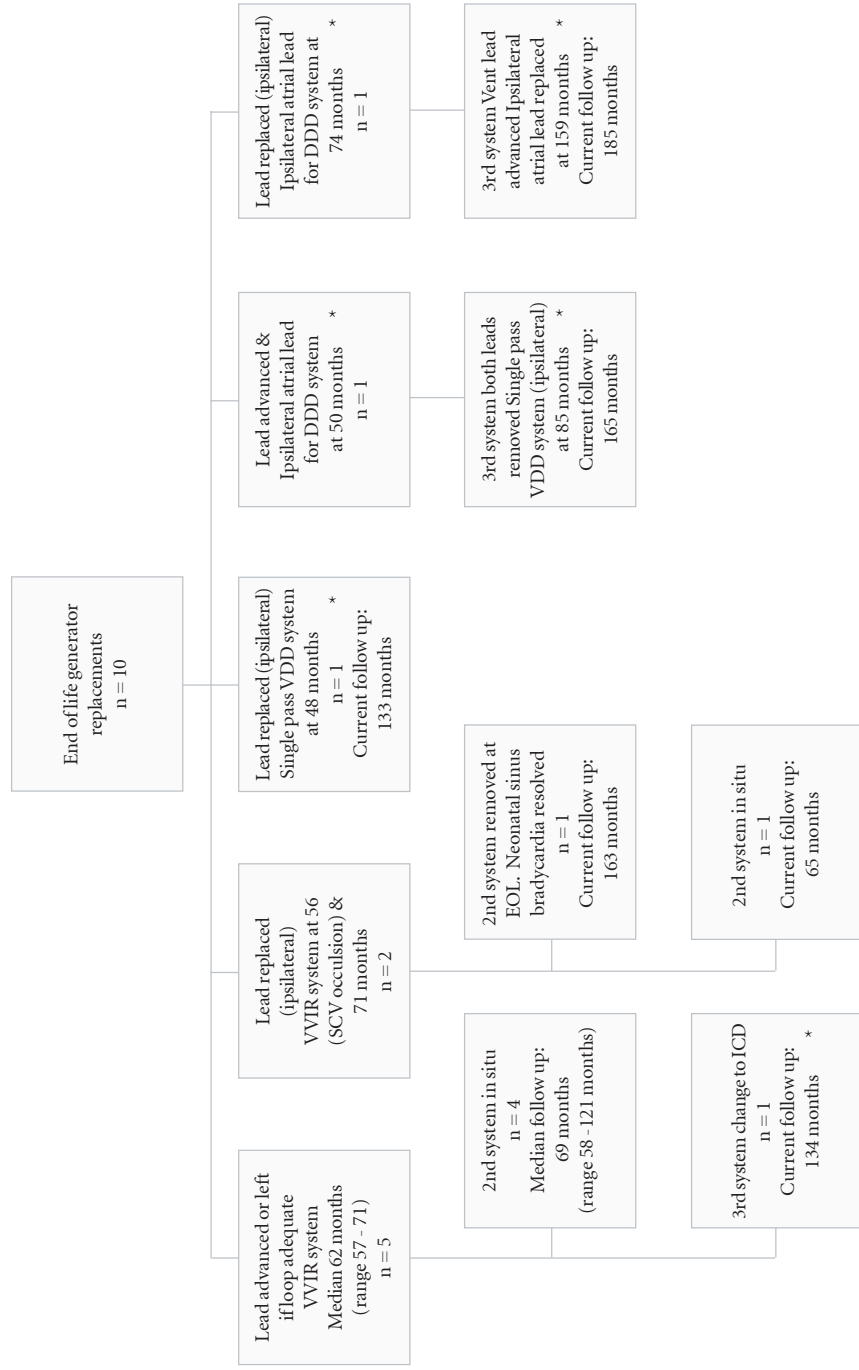 End of life generator
replacements
n = 10
Lead advanced or left
if loop adequate
VVIR system
Median 62 months
(range 57 - 71)
n = 5
Lead replaced
(ipsilateral)
VVIR system at 56
(SCV occulsion) &
71 months
n = 2
Lead replaced (ipsilateral)
Single pass VDD system
at 48 months
n = 1 *
Current follow up:
133 months
Lead advanced &
Ipsilateral atrial lead
for DDD system
at 50 months *
n = 1
Lead replaced (ipsilateral)
Ipsilateral atrial lead
for DDD system at
74 months *
n = 1
2nd system in situ
n = 4
Median follow up:
69 months
(range 58 -121 months)
2nd system removed at
EOL. Neonatal sinus
bradycardia resolved
n = 1
Current follow up:
163 months
3rd system both leads
removed Single pass
VDD system (ipsilateral)
at 85 months *
Current follow up:
165 months
3rd system Vent lead
advanced Ipsilateral
atrial lead replaced
at 159 months *
Current follow up:
185 months
3rd system change to ICD
n = 1
Current follow up:
134 months *
2nd system in situ
n = 1
Current follow up:
65 months